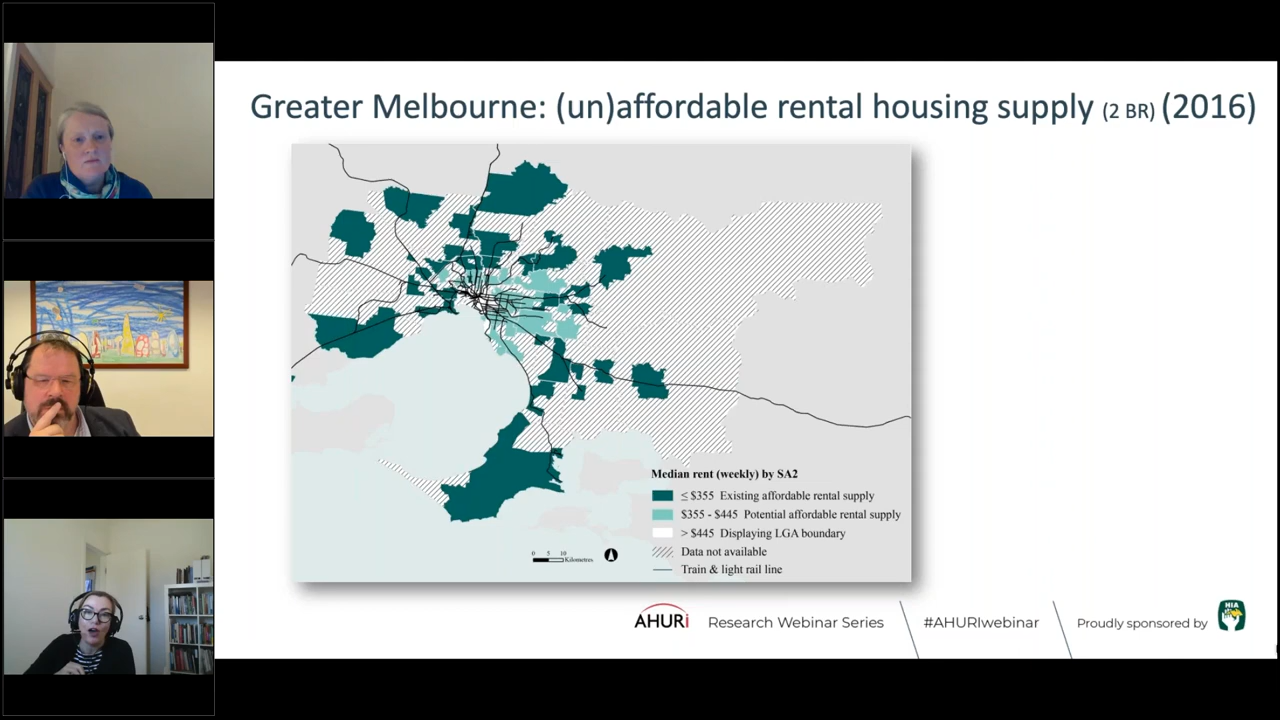 Greater Melbourne: (un)affordable rental housing supply (2 BR) (2016)
Median rent (weekly) by SA2
≤ $355 Existing affordable rental supply
$355 - $445 Potential affordable rental supply
> $445 Displaying LGA boundary
Data not available
Train & light rail line
0 5 10
Kilometres
AHURI Research Webinar Series #AHURIwebinar Proudly sponsored by HIA